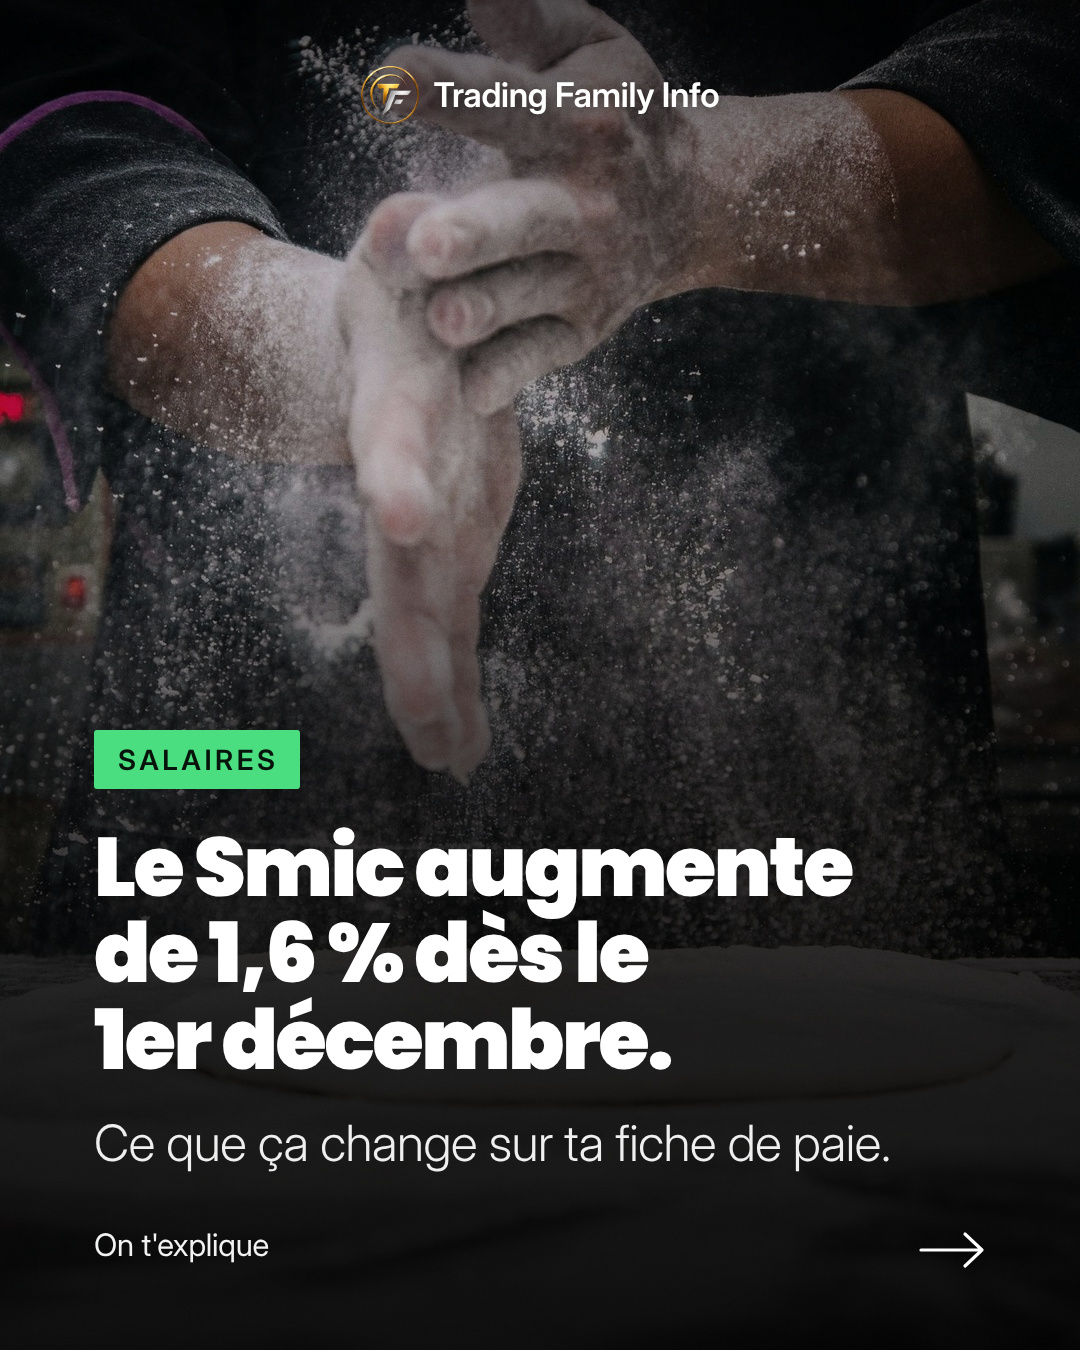 Trading Family Info
SALAIRES
Le Smic augmente
de 1,6 % dès le
1er décembre.
Ce que ça change sur ta fiche de paie.
On t'explique